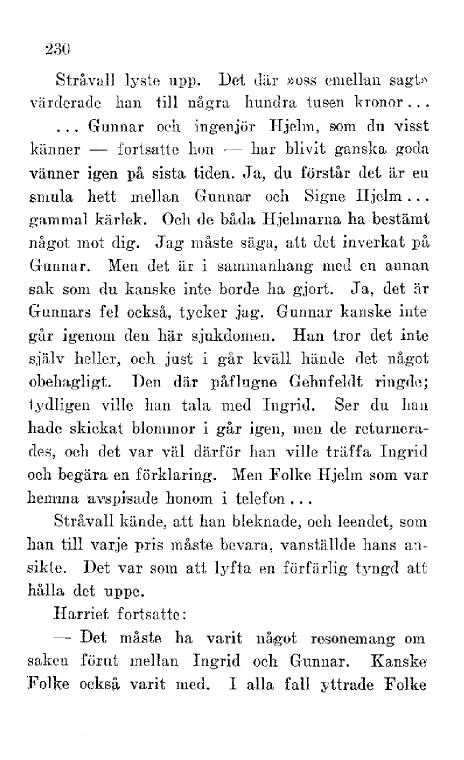 230
Stråvall lyste upp. Det där »oss emellan sagt»
värderade han till några hundra tusen kronor...
... Gunnar och ingenjör Hjelm, som du visst
känner — fortsatte hon — har blivit ganska goda
vänner igen på sista tiden. Ja, du förstår det är en
smula hett mellan Gunnar och Signe Hjelm...
gammal kärlek. Och de båda Hjelmarna ha bestämt
något mot dig. Jag måste säga, att det inverkat på
Gunnar. Men det är i sammanhang med en annan
sak som du kanske inte borde ha gjort. Ja, det är
Gunnars fel också, tycker jag. Gunnar kanske inte
går igenom den här sjukdomen. Han tror det inte
själv heller, och just i går kväll hände det något
obehagligt. Den där påflugne Gehnfeldt ringde;
tydligen ville han tala med Ingrid. Ser du han
hade skickat blommor i går igen, men de returnera-
des, och det var väl därför han ville träffa Ingrid
och begära en förklaring. Men Folke Hjelm som var
hemma avspisade honom i telefon...
Stråvall kände, att han bleknade, och leendet, som
han till varje pris måste bevara, vanställde hans an-
sikte. Det var som att lyfta en förfärlig tyngd att
hålla det uppe.
Harriet fortsatte:
— Det måste ha varit något resonemang om
saken förut mellan Ingrid och Gunnar. Kanske
Folke också varit med. I alla fall yttrade Folke